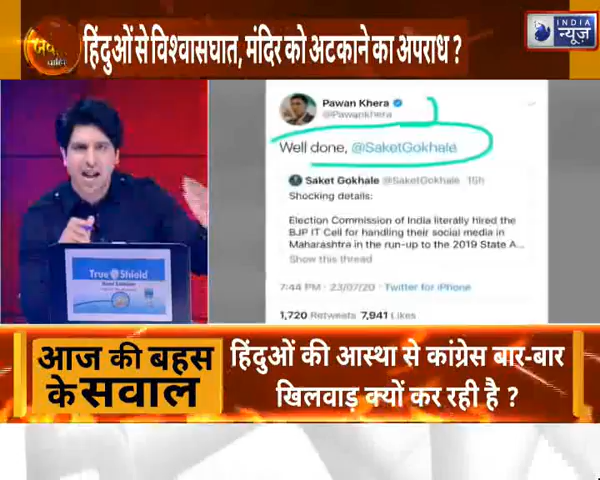 हिंदुओं से विश्वासघात, मंदिर को अटकाने का अपराध ?
INDIA
न्यूज़
Pawan Khera
@Pawankhera
Well done, @SaketGokhale
Saket Gokhale @SaketGokhale 15h
Shocking details:
Election Commission of India literally hired the
BJP IT Cell for handling their social media in
Maharashtra in the run-up to the 2019 State A...
Show this thread
7:44 PM · 23/07/20 · Twitter for iPhone
1,720 Retweets 7,941 Likes
True Shield
आज की बहस
के सवाल
हिंदुओं की आस्था से कांग्रेस बार-बार
खिलवाड़ क्यों कर रही है ?